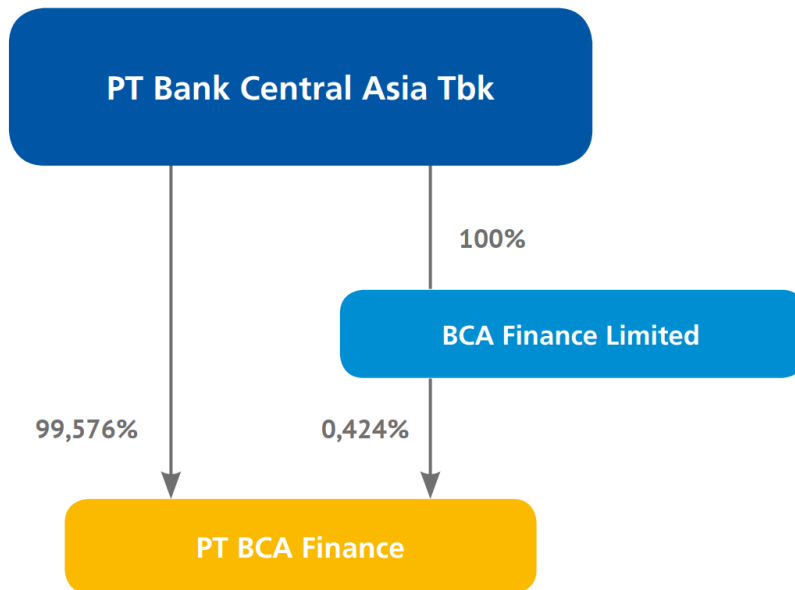 PT Bank Central Asia Tbk
100%
BCA Finance Limited
99,576%
0,424%
PT BCA Finance